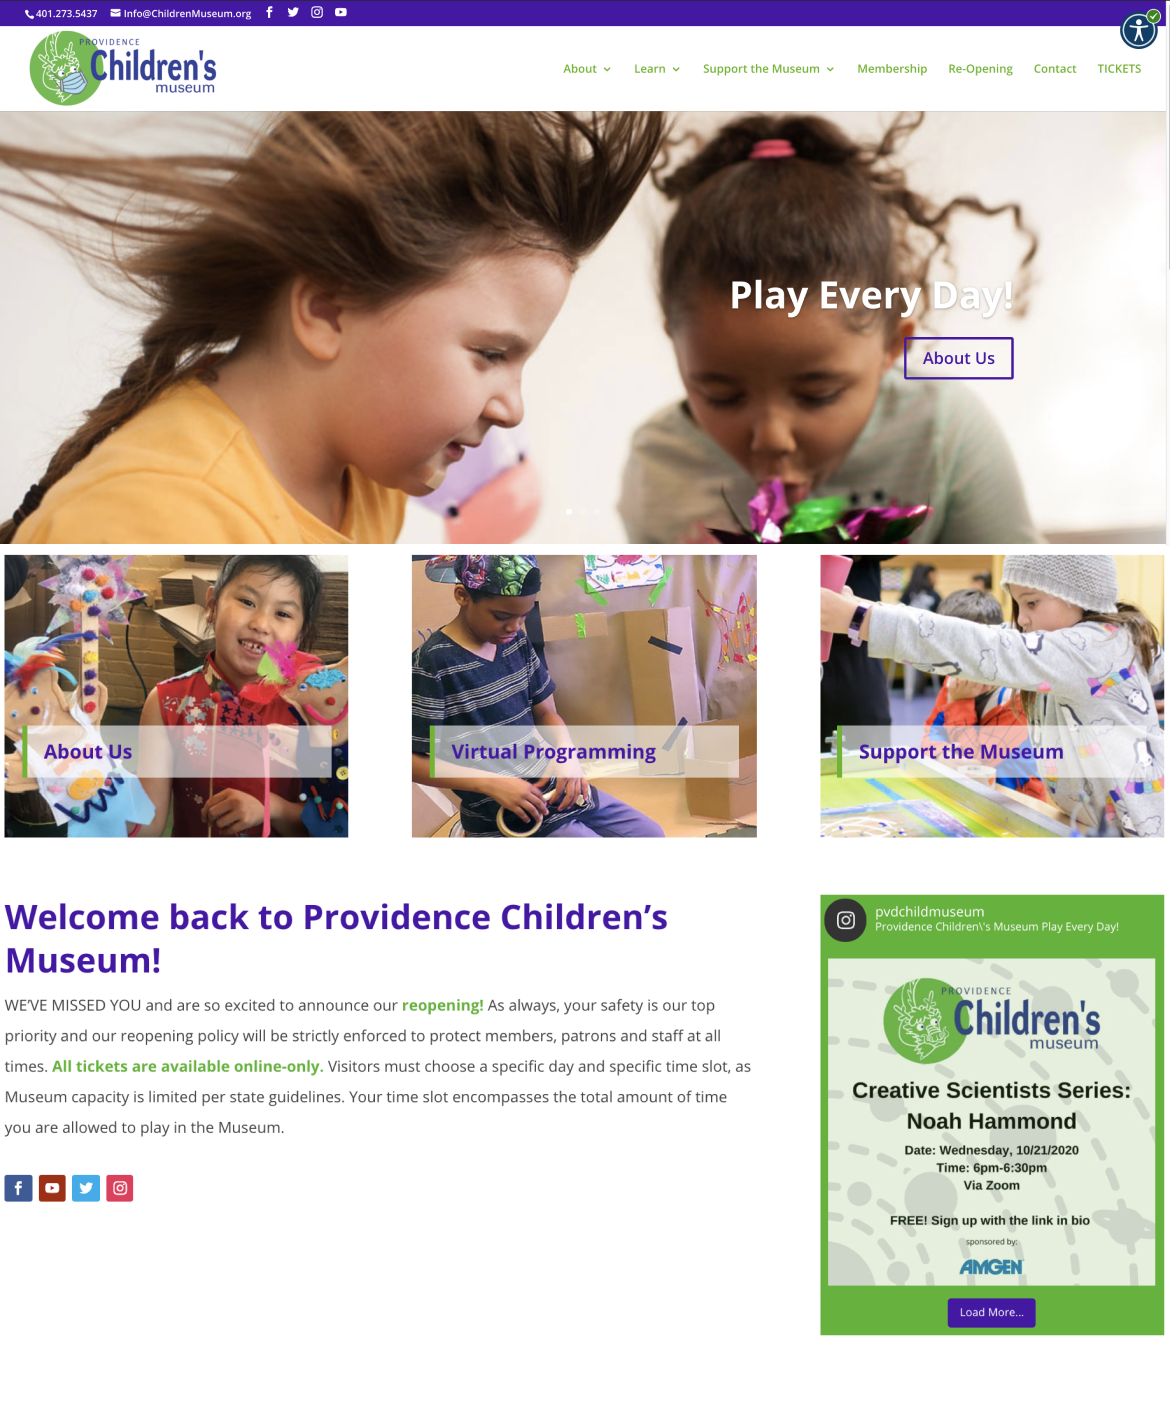 401.273.5437 Info@ChildrenMuseum.org
PROVIDENCE
Children's
museum
About Learn Support the Museum Membership Re-Opening Contact TICKETS
Play Every Day!
About Us
About Us
Virtual Programming
Support the Museum
Welcome back to Providence Children’s
Museum!
WE’VE MISSED YOU and are so excited to announce our reopening! As always, your safety is our top
priority and our reopening policy will be strictly enforced to protect members, patrons and staff at all
times. All tickets are available online-only. Visitors must choose a specific day and specific time slot, as
Museum capacity is limited per state guidelines. Your time slot encompasses the total amount of time
you are allowed to play in the Museum.
pvdchildmuseum
Providence Children\'s Museum Play Every Day!
PROVIDENCE
Children's
museum
Creative Scientists Series:
Noah Hammond
Date: Wednesday, 10/21/2020
Time: 6pm-6:30pm
Via Zoom
FREE! Sign up with the link in bio
sponsored by:
AMGEN
Load More...